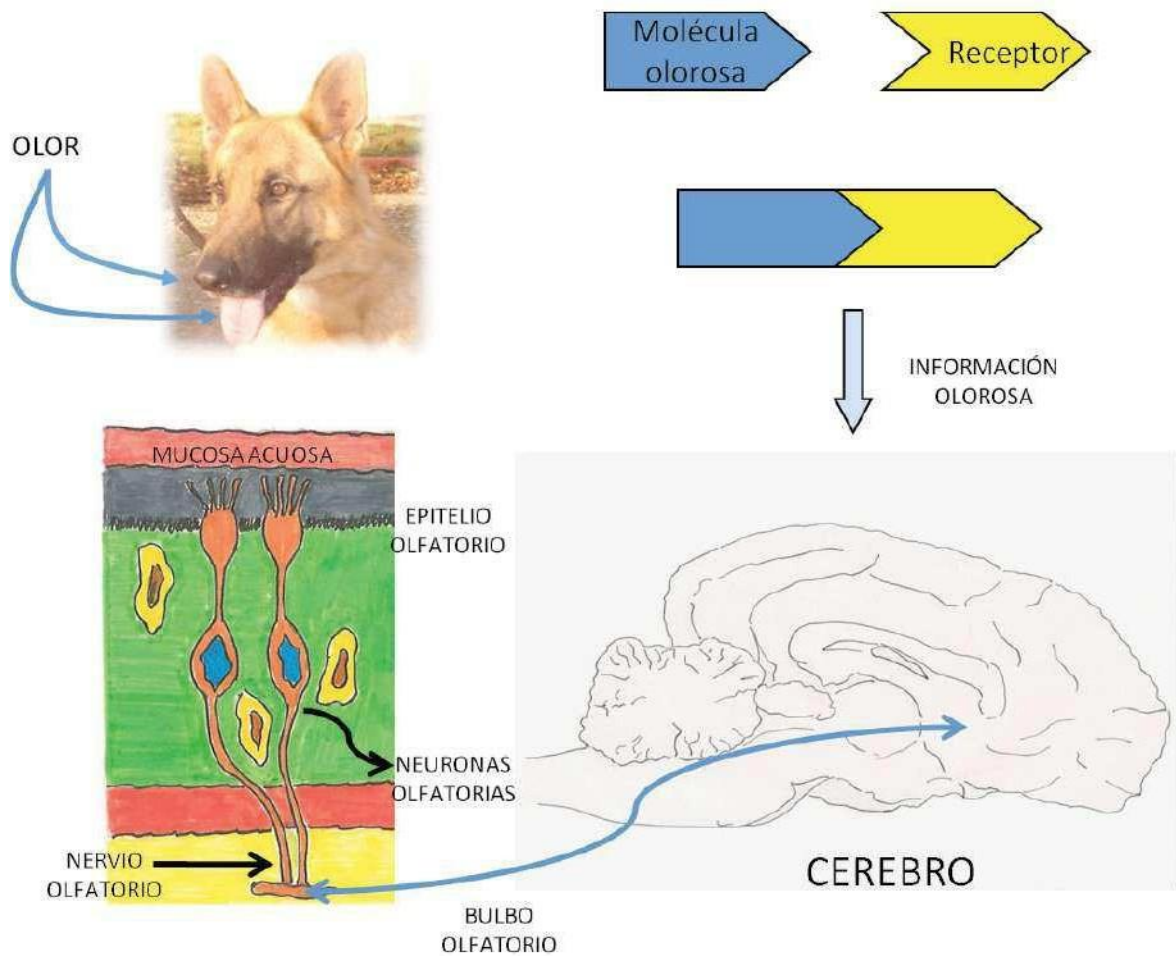 Molécula
olorosa
Receptor
OLOR
INFORMACIÓN
OLOROSA
MUCOSA ACUOSA
EPITELIO
OLFATORIO
NEURONAS
OLFATORIAS
NERVIO
OLFATORIO
BULBO
OLFATORIO
CEREBRO